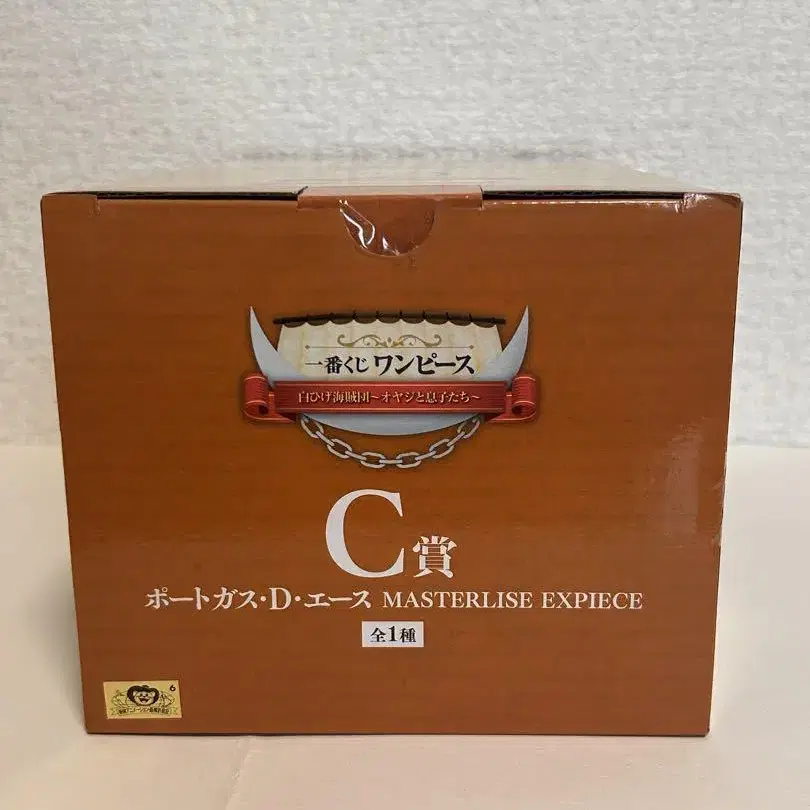 一番くじ ワンピース
白ひげ海賊団～オヤジと息子たち～
C賞
ポートガス・D・エース MASTERLISE EXPIECE
全1種
6